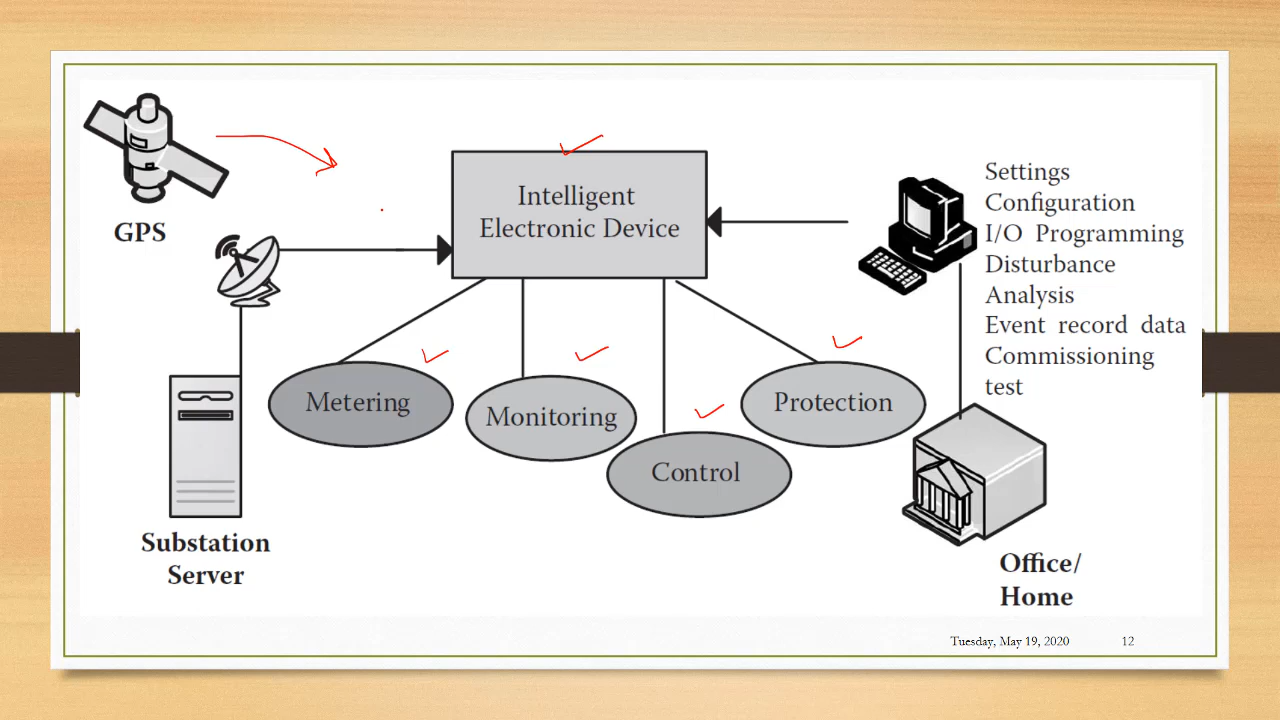 GPS
Intelligent
Electronic Device
Settings
Configuration
I/O Programming
Disturbance
Analysis
Event record data
Commissioning
test
Metering
Monitoring
Control
Protection
Substation
Server
Office/
Home
Tuesday, May 19, 2020
12